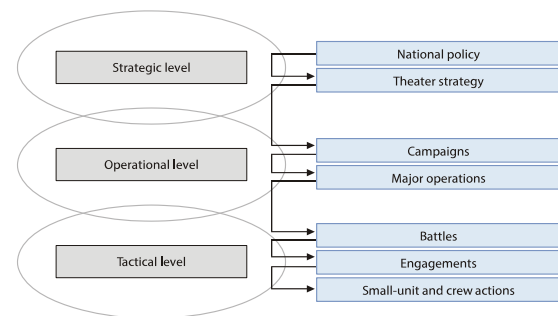 Strategic level
National policy
Theater strategy
Operational level
Campaigns
Major operations
Tactical level
Battles
Engagements
Small-unit and crew actions